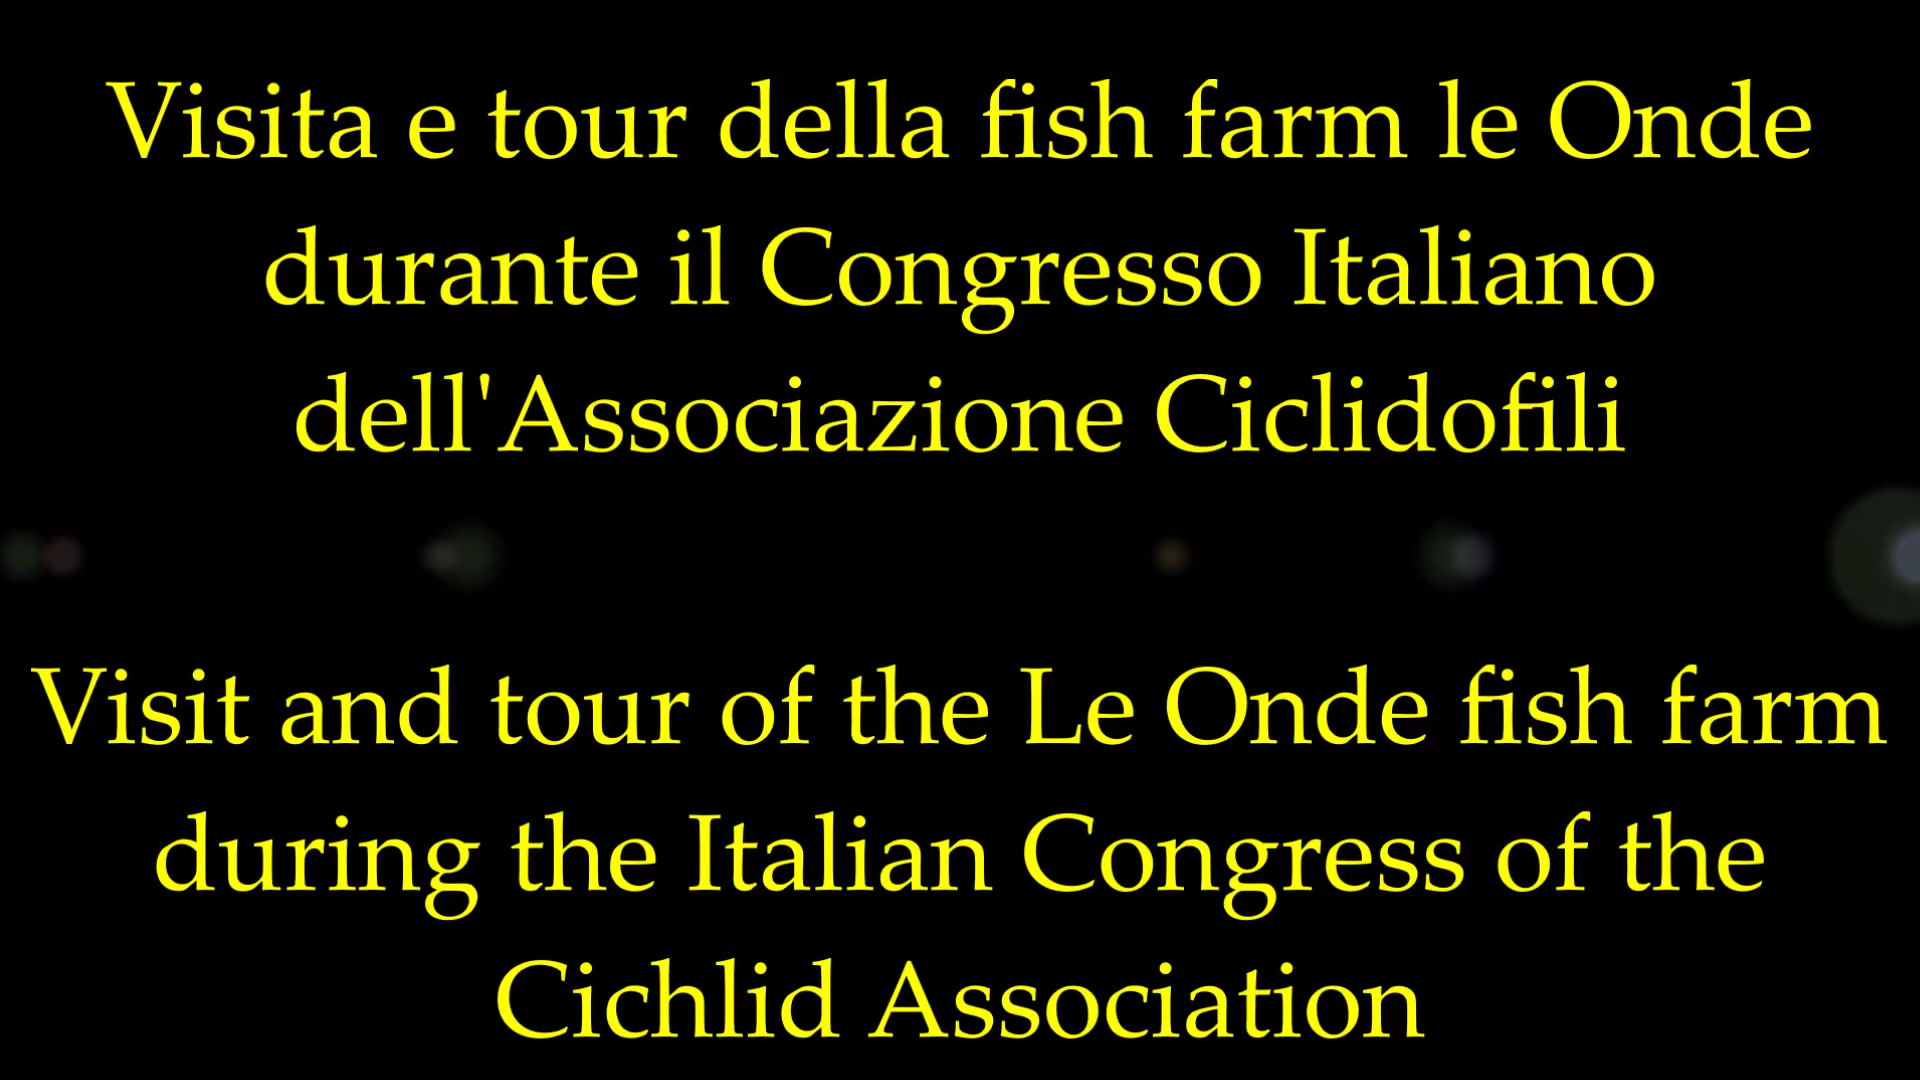 Visita e tour della fish farm le Onde
durante il Congresso Italiano
dell'Associazione Ciclidofili
Visit and tour of the Le Onde fish farm
during the Italian Congress of the
Cichlid Association